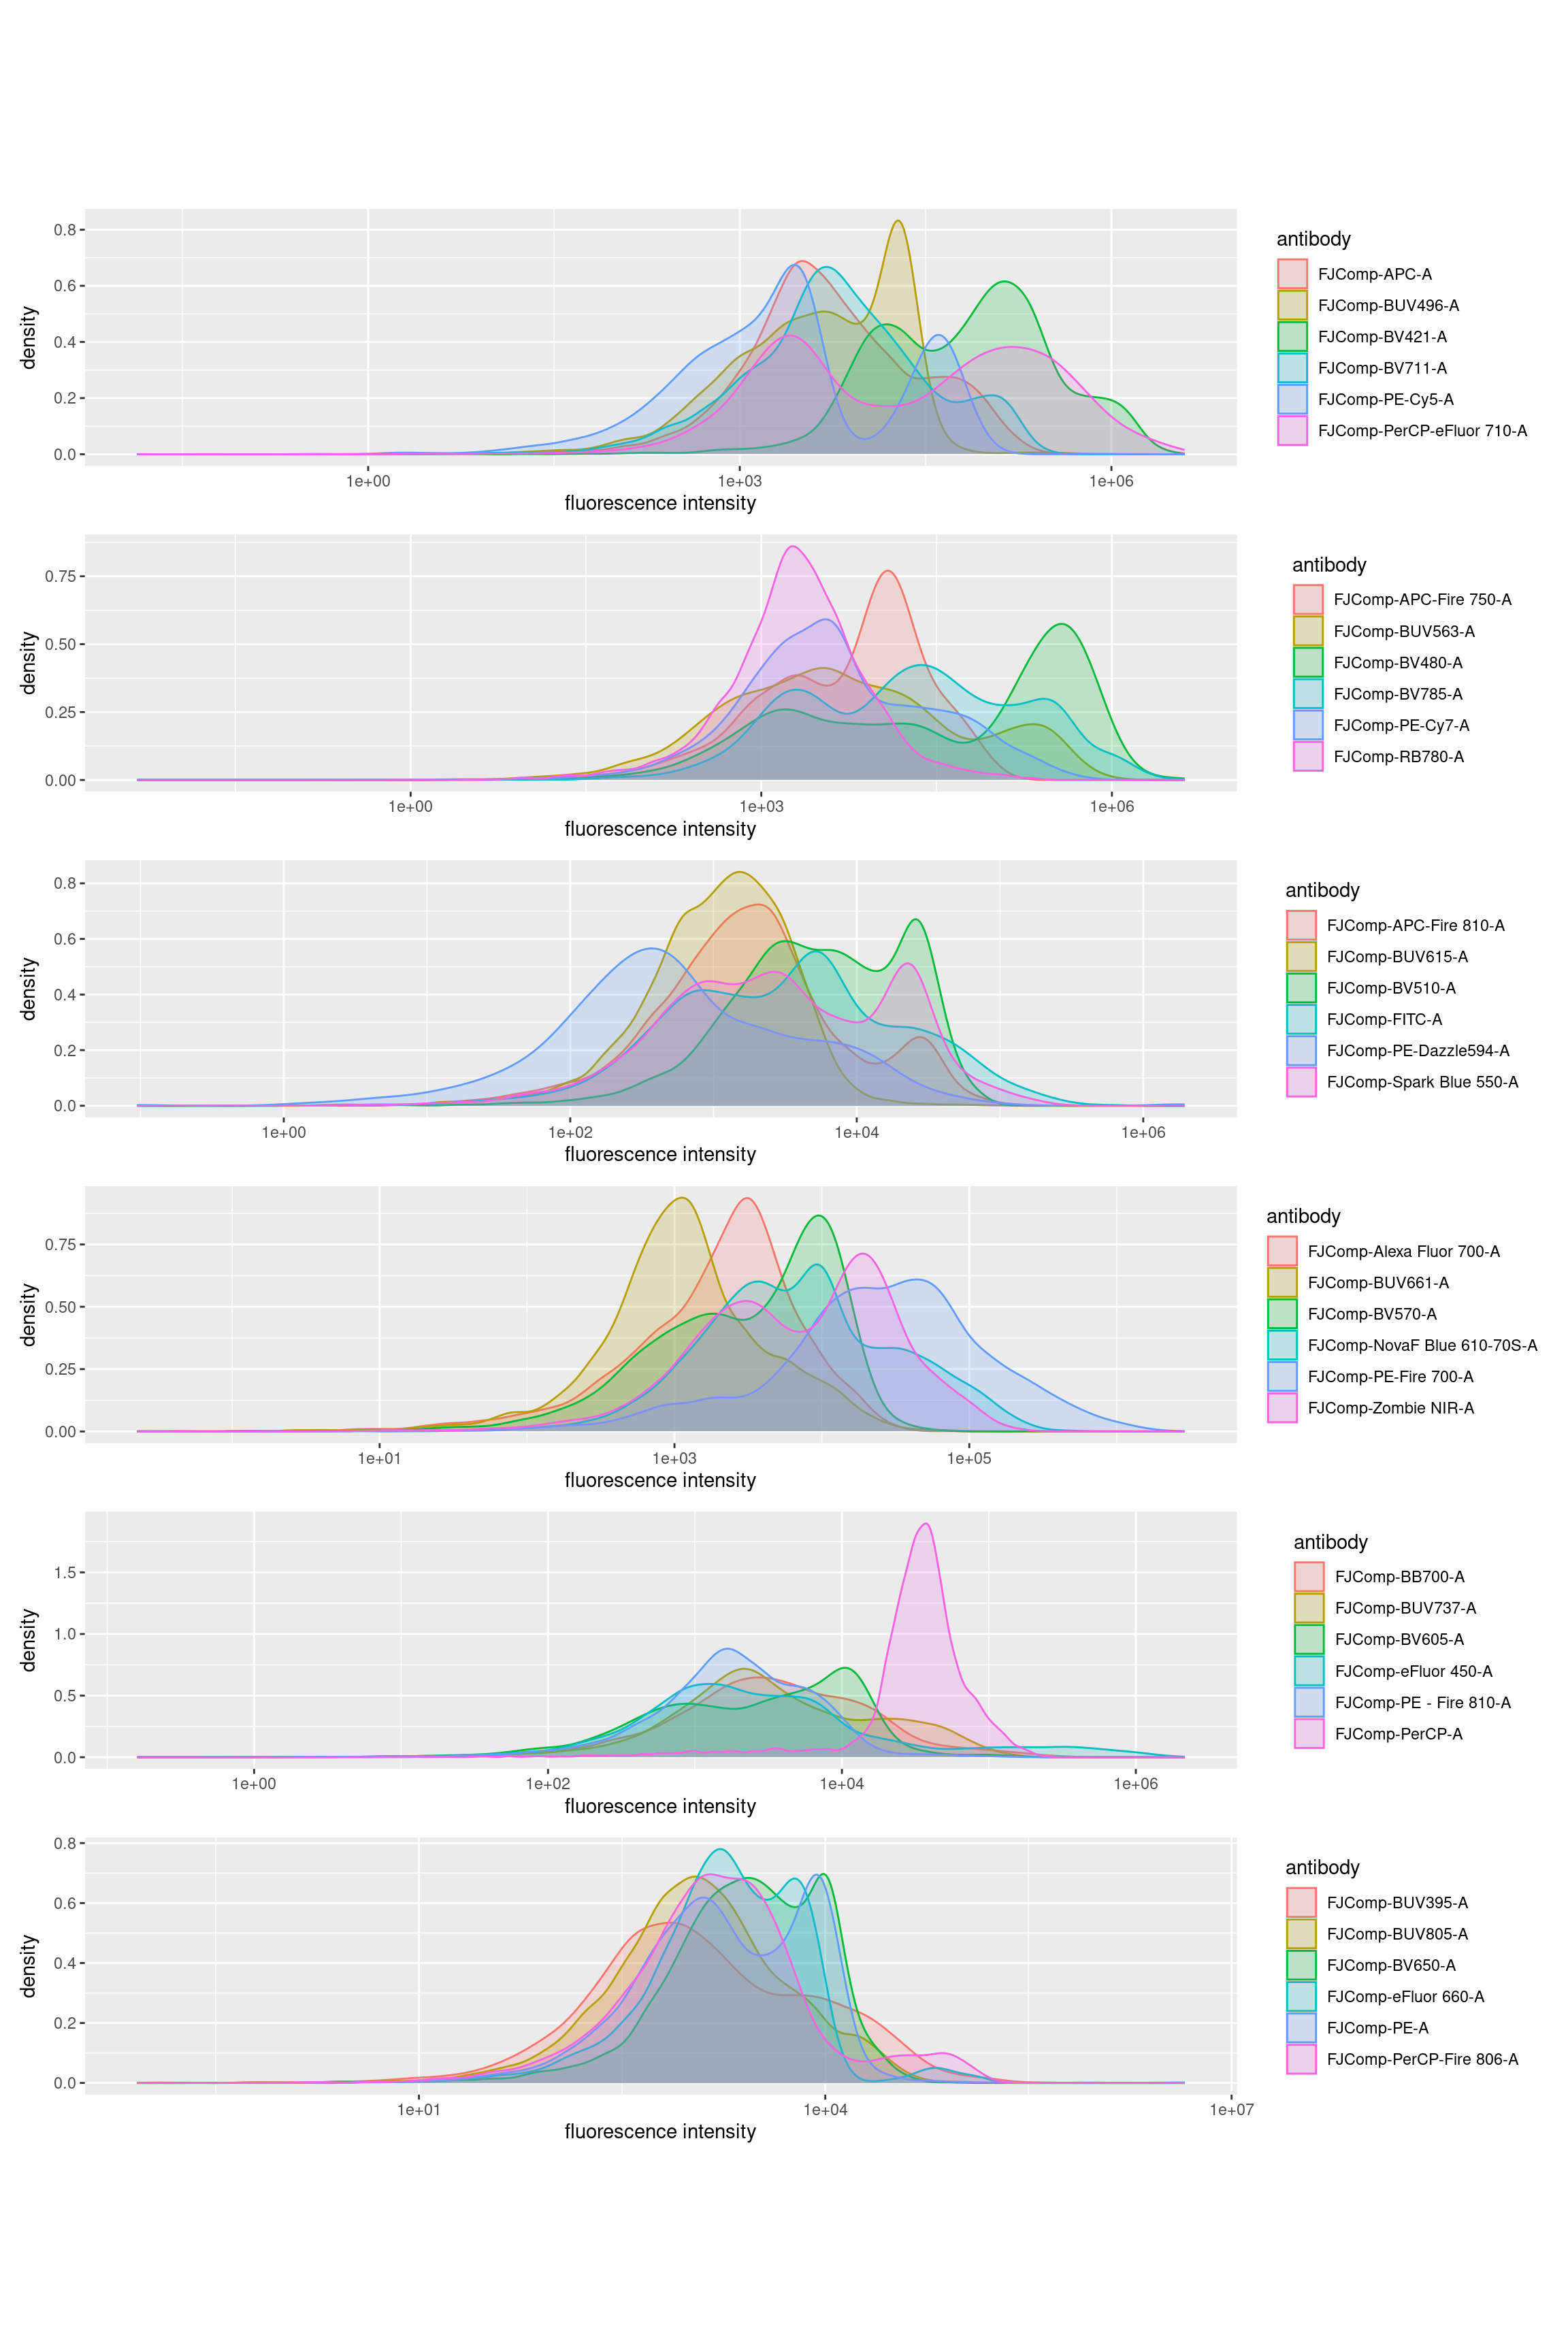 antibody
0.8
0.6
0.4
0.2
0.0
density
FJComp-APC-A
FJComp-BUV496-A
FJComp-BV421-A
FJComp-BV711-A
FJComp-PE-Cy5-A
FJComp-PerCP-eFluor 710-A
1e+00 1e+03 1e+06
fluorescence intensity
antibody
0.75
0.50
0.25
0.00
density
FJComp-APC-Fire 750-A
FJComp-BUV563-A
FJComp-BV480-A
FJComp-BV785-A
FJComp-PE-Cy7-A
FJComp-RB780-A
1e+00 1e+03 1e+06
fluorescence intensity
antibody
0.8
0.6
0.4
0.2
0.0
density
FJComp-APC-Fire 810-A
FJComp-BUV615-A
FJComp-BV510-A
FJComp-FITC-A
FJComp-PE-Dazzle594-A
FJComp-Spark Blue 550-A
1e+00 1e+02 1e+04 1e+06
fluorescence intensity
antibody
0.75
0.50
0.25
0.00
density
FJComp-Alexa Fluor 700-A
FJComp-BUV661-A
FJComp-BV570-A
FJComp-NovaF Blue 610-70S-A
FJComp-PE-Fire 700-A
FJComp-Zombie NIR-A
1e+01 1e+03 1e+05
fluorescence intensity
antibody
1.5
1.0
0.5
0.0
density
FJComp-BB700-A
FJComp-BUV737-A
FJComp-BV605-A
FJComp-eFluor 450-A
FJComp-PE - Fire 810-A
FJComp-PerCP-A
1e+00 1e+02 1e+04 1e+06
fluorescence intensity
antibody
0.8
0.6
0.4
0.2
0.0
density
FJComp-BUV395-A
FJComp-BUV805-A
FJComp-BV650-A
FJComp-eFluor 660-A
FJComp-PE-A
FJComp-PerCP-Fire 806-A
1e+01 1e+04 1e+07
fluorescence intensity